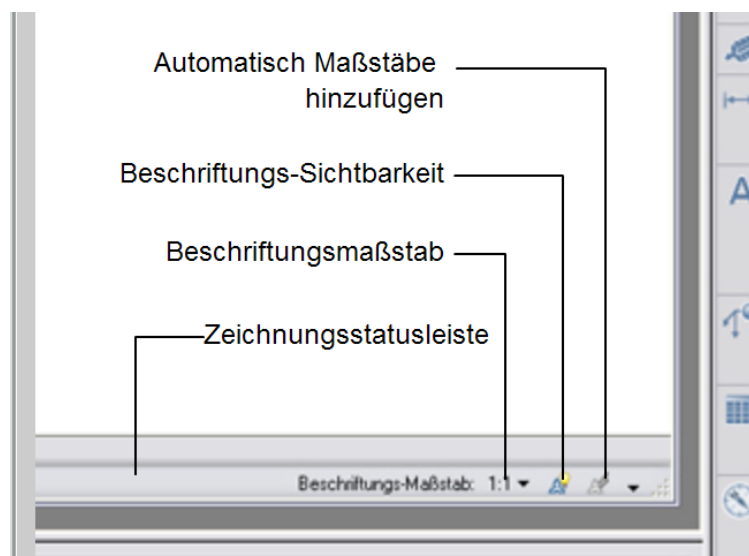 Automatisch Maßstäbe
hinzufügen
Beschriftungs-Sichtbarkeit
Beschriftungsmaßstab
Zeichnungsstatusleiste
Beschriftungs-Maßstab: 1:1
A